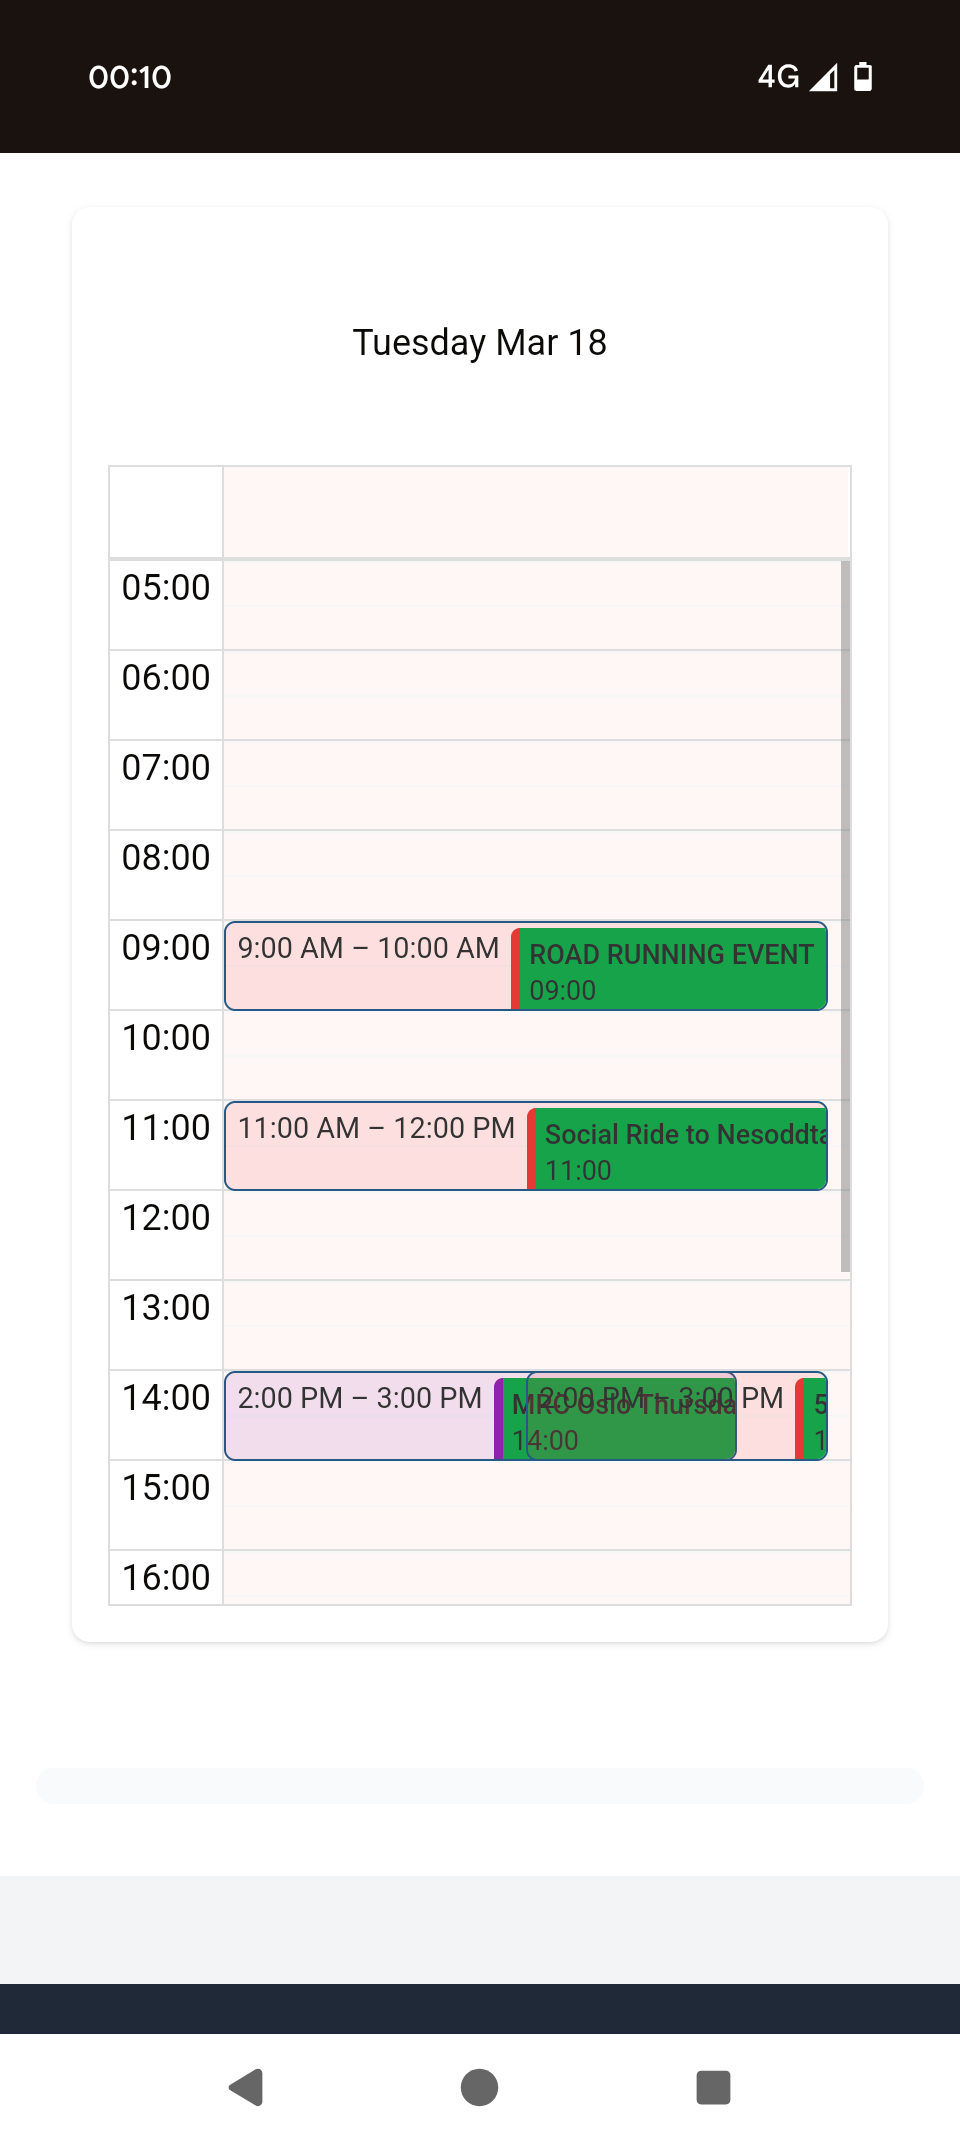 00:10
4G
Tuesday Mar 18
05:00
06:00
07:00
08:00
09:00
9:00 AM – 10:00 AM
ROAD RUNNING EVENT
09:00
10:00
11:00
11:00 AM – 12:00 PM
Social Ride to Nesodd
11:00
12:00
13:00
14:00
2:00 PM – 3:00 PM
MRC Oslo Thursda
14:00
2:00 PM – 3:00 PM
5
1
15:00
16:00